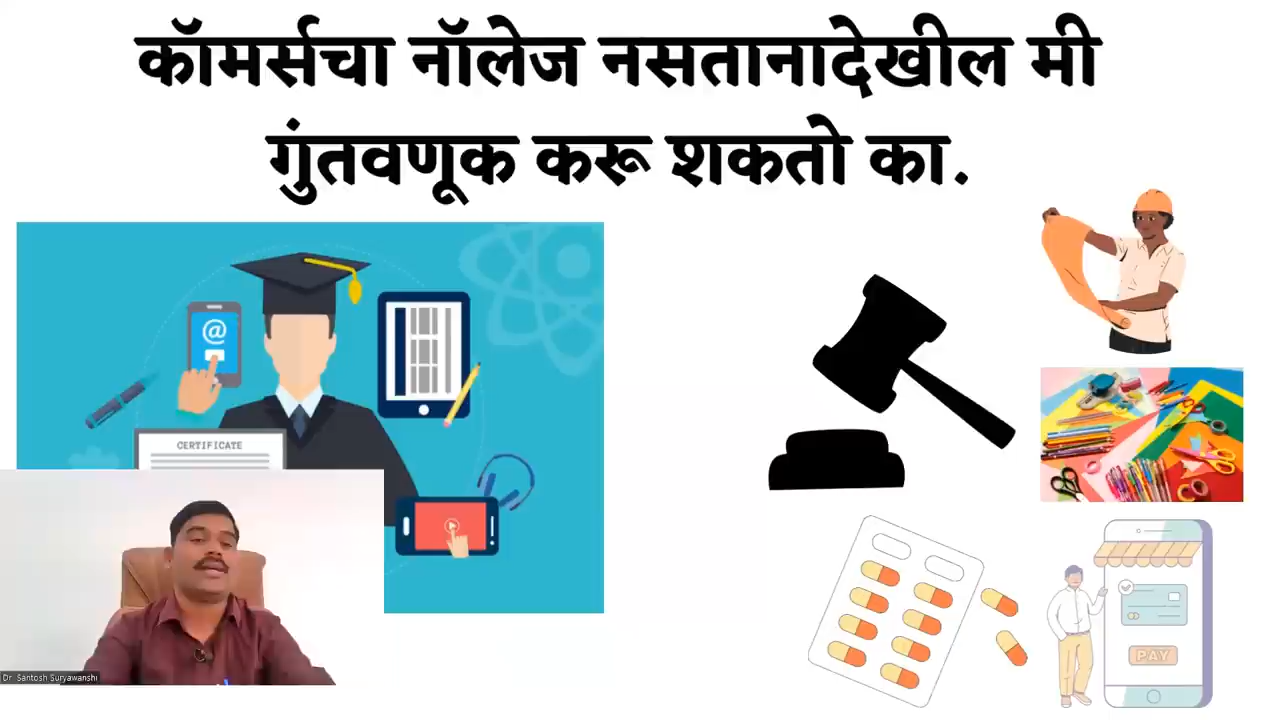 कॉमर्सचा नॉलेज नसतानादेखील मी
गुंतवणूक करू शकतो का.
@
CERTIFICATE
PAY
Dr. Santosh Suryawanshi